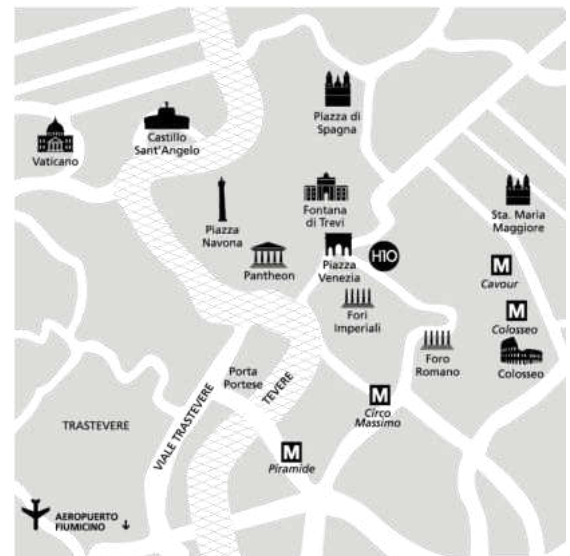 Piazza di
Spagna
Castillo
Sant'Angelo
Vaticano
Fontana
di Trevi
Sta. Maria
Maggiore
Piazza
Navona
Pantheon
Piazza
Venezia
H10
M
Cavour
Fori
Imperiali
M
Colosseo
Foro
Romano
Colosseo
Porta
Portese
TEVERE
VIALE TRASTEVERE
M
Circo
Massimo
TRASTEVERE
M
Piramide
AEROPUERTO
FIUMICINO